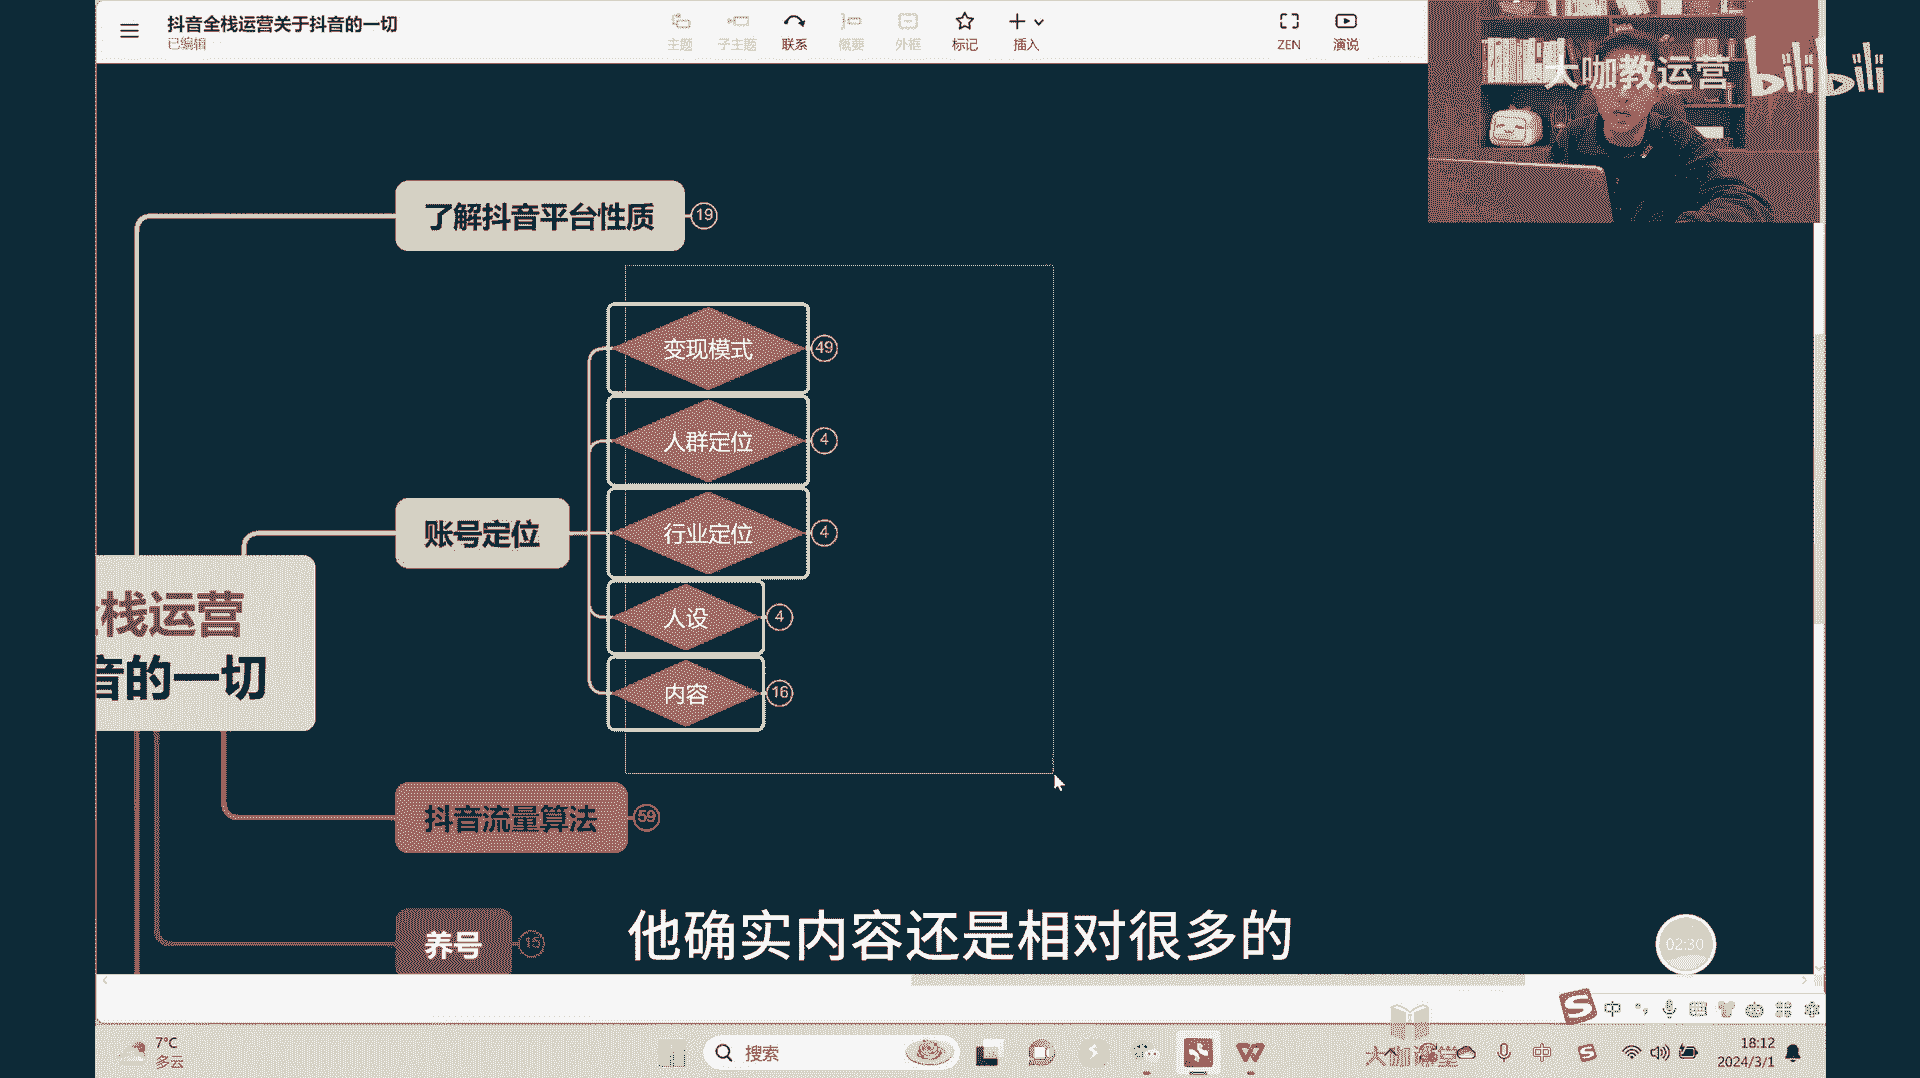 抖音全栈运营关于抖音的一切
已编辑
主题
子主题
联系
概要
外框
标记
插入
ZEN
演说
大咖教运营
bilibili
了解抖音平台性质
19
变现模式
49
人群定位
4
账号定位
行业定位
4
人设
4
内容
16
栈运营
音的一切
抖音流量算法
59
养号
15
他确实内容还是相对很多的
02:30
中
7°C
多云
搜索
大咖课堂
中
18:12
2024/3/1